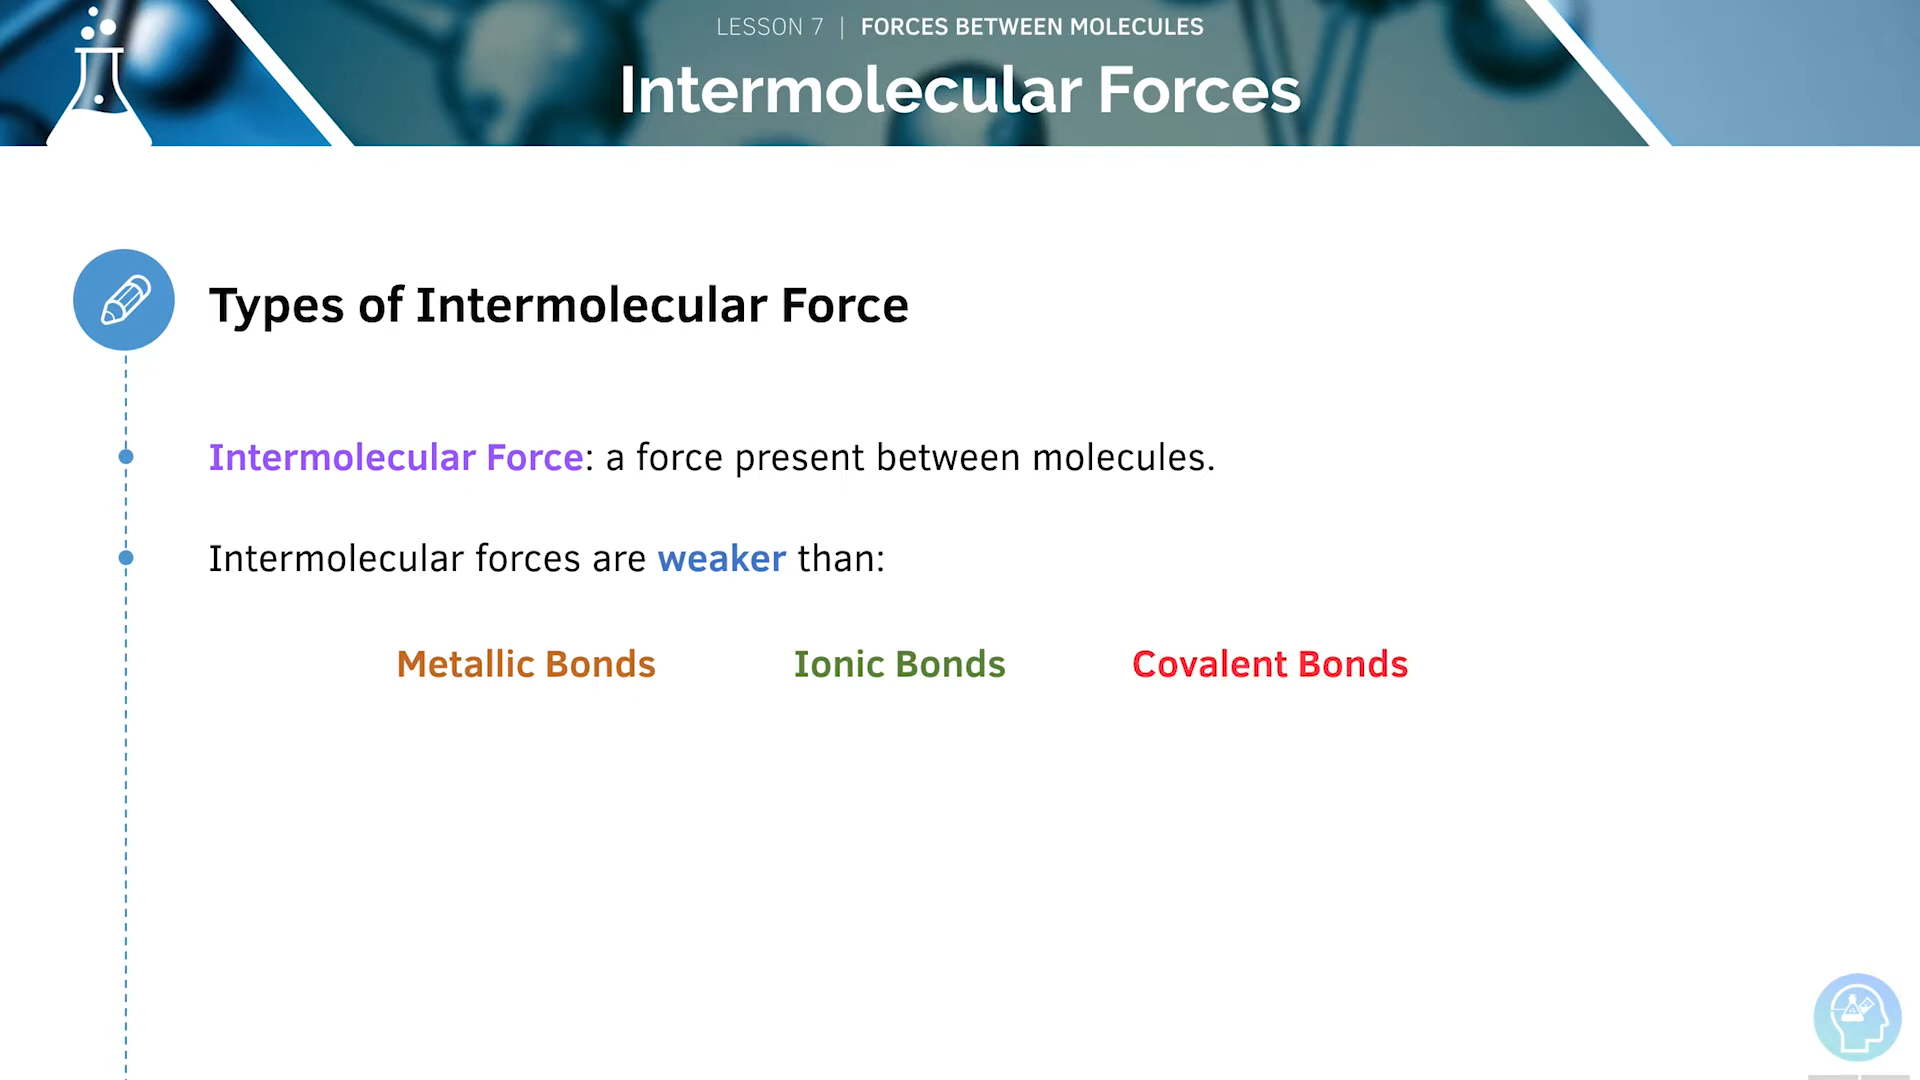 LESSON 7 | FORCES BETWEEN MOLECULES
Intermolecular Forces
Types of Intermolecular Force
Intermolecular Force: a force present between molecules.
Intermolecular forces are weaker than:
Metallic Bonds Ionic Bonds Covalent Bonds